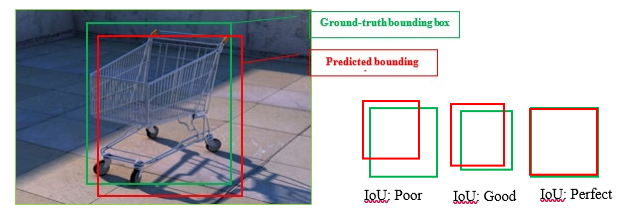 Ground-truth bounding box
Predicted bounding
IoU: Poor
IoU: Good
IoU: Perfect